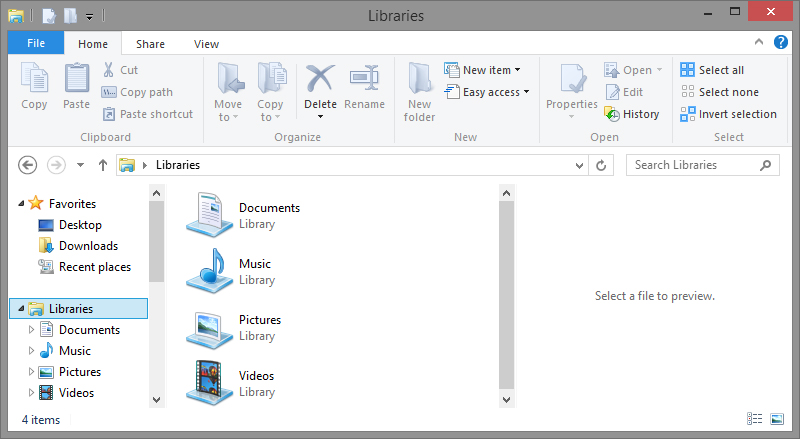 Libraries
File Home Share View
Copy
Paste
Cut
Copy path
Paste shortcut
Clipboard
Move to
Copy to
Delete
Rename
Organize
New folder
New item
Easy access
New
Properties
Open
Edit
History
Open
Select all
Select none
Invert selection
Select
Libraries
Search Libraries
Favorites
Desktop
Downloads
Recent places
Libraries
Documents
Music
Pictures
Videos
Documents
Library
Music
Library
Pictures
Library
Videos
Library
Select a file to preview.
4 items